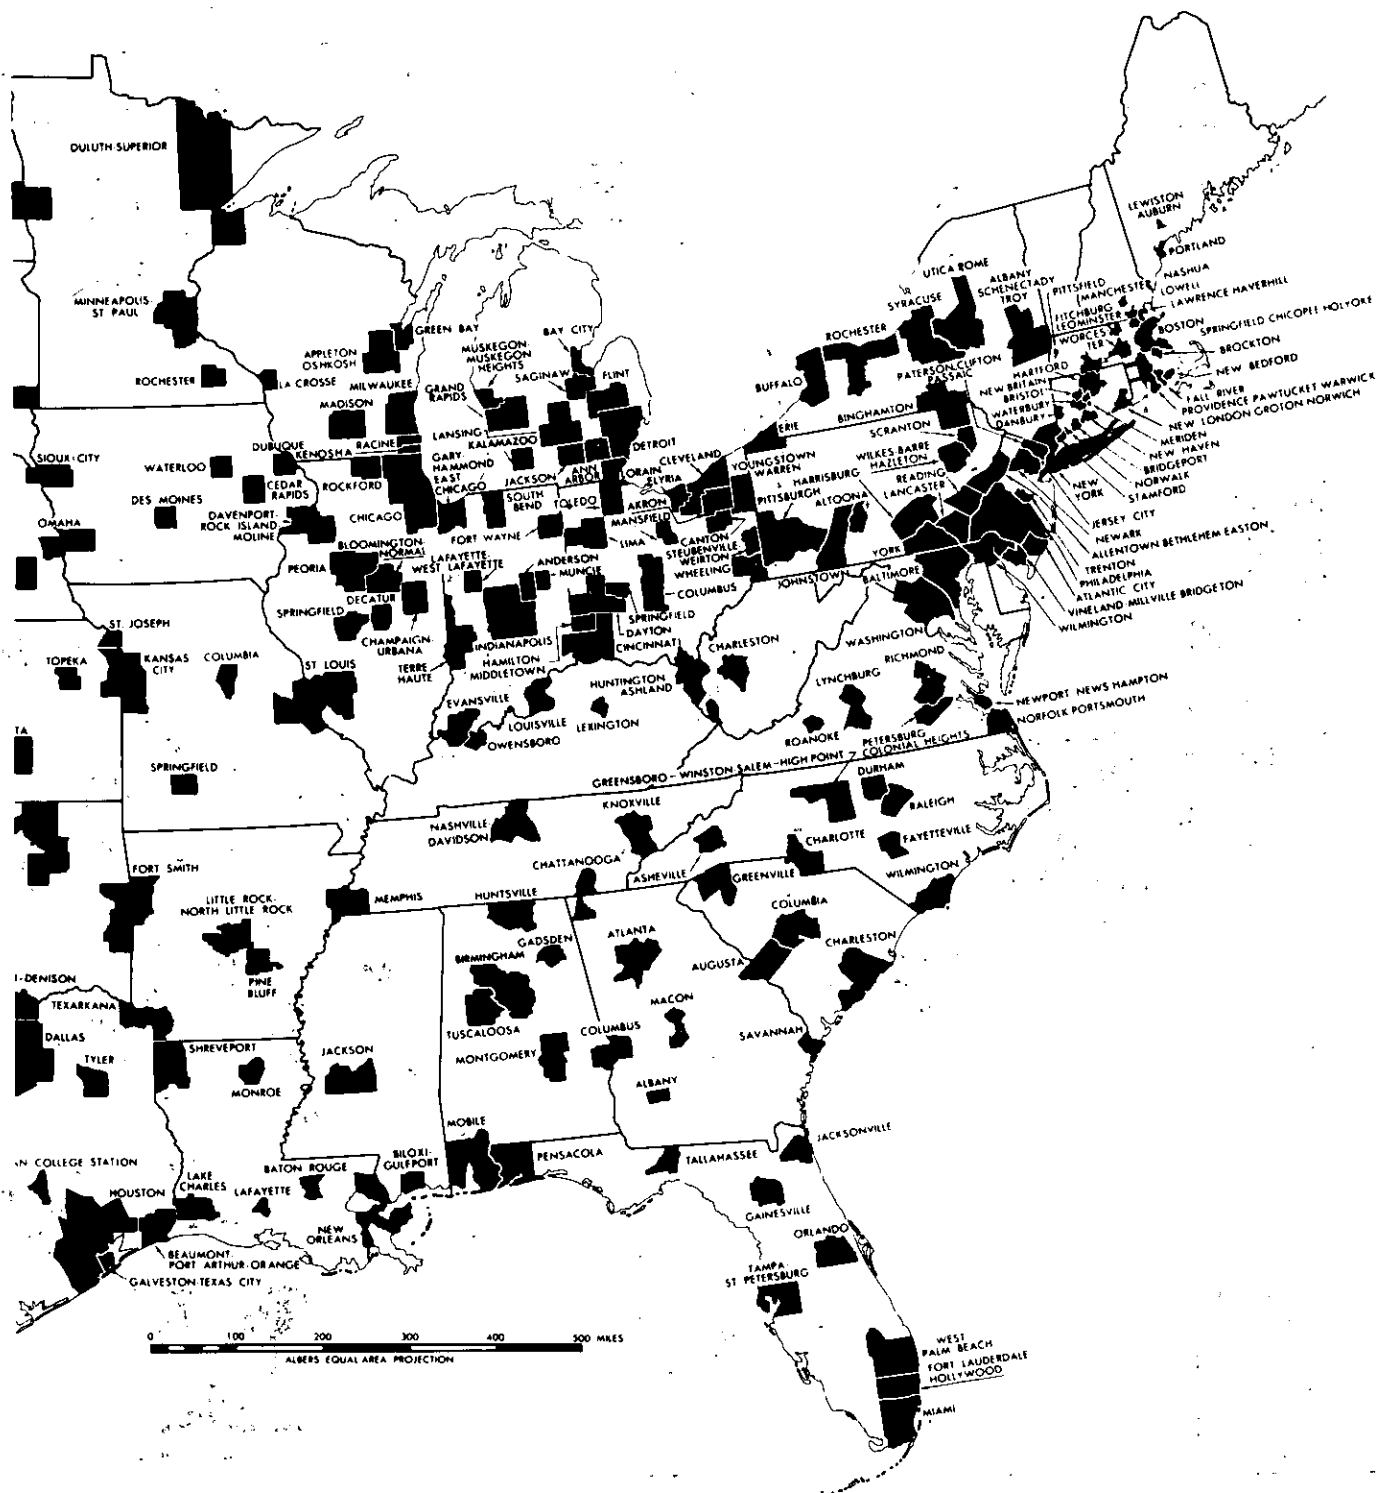 DULUTH-SUPERIOR
MINNEAPOLIS-
ST PAUL
ROCHESTER
LA CROSSE
GREEN BAY
APPLETON
OSHKOSH
MILWAUKEE
MADISON
RACINE
KENOSHA
DUBUQUE
SIOUX-CITY
WATERLOO
CEDAR
RAPIDS
DES MOINES
OMAHA
DAVENPORT-
ROCK ISLAND
MOLINE
ROCKFORD
CHICAGO
GARY-
HAMMOND
EAST
CHICAGO
BLOOMINGTON-
NORMAL
PEORIA
DECATUR
SPRINGFIELD
CHAMPAIGN-
URBANA
MUSKEGON-
MUSKEGON
HEIGHTS
BAY CITY
SAGINAW
FLINT
GRAND
RAPIDS
LANSING
KALAMAZOO
JACKSON
ANN
ARBOR
DETROIT
SOUTH
BEND
TOLEDO
FORT WAYNE
LIMA
LAFAYETTE-
WEST LAFAYETTE
ANDERSON
MUNCIE
INDIANAPOLIS
TERRE
HAUTE
HAMILTON
MIDDLETOWN
CINCINNATI
DAYTON
SPRINGFIELD
COLUMBUS
MANSFIELD
LORAIN
ELYRIA
CLEVELAND
AKRON
CANTON
YOUNGSTOWN
WARREN
STEUBENVILLE
WEIRTON
WHEELING
PITTSBURGH
ERIE
JOHNSTOWN
ALTOONA
HARRISBURG
LANCASTER
READING
YORK
WILKES BARRE
HAZLETON
SCRANTON
BINGHAMTON
BUFFALO
ROCHESTER
SYRACUSE
UTICA ROME
ALBANY
SCHENECTADY
TROY
PATERSON-CLIFTON
PASSAIC
LEWISTON
AUBURN
PORTLAND
NASHUA
LOWELL
LAWRENCE HAVERHILL
PITTSFIELD
MANCHESTER
FITCHBURG
LEOMINSTER
WORCES
TER
BOSTON
SPRINGFIELD CHICOPEE HOLYOKE
BROCKTON
NEW BEDFORD
FALL RIVER
PROVIDENCE PAWTUCKET WARWICK
NEW LONDON GROTON NORWICH
HARTFORD
NEW BRITAIN
BRISTOL
WATERBURY
DANBURY
MERIDEN
NEW HAVEN
BRIDGEPORT
NORWALK
STAMFORD
NEW
YORK
JERSEY CITY
NEWARK
ALLENTOWN BETHLEHEM EASTON
TRENTON
PHILADELPHIA
ATLANTIC CITY
VINELAND-MILLVILLE BRIDGETON
WILMINGTON
BALTIMORE
WASHINGTON
RICHMOND
NEWPORT NEWS HAMPTON
NORFOLK PORTSMOUTH
LYNCHBURG
ROANOKE
PETERSBURG
COLONIAL HEIGHTS
CHARLESTON
HUNTINGTON
ASHLAND
ST. JOSEPH
TOPEKA
KANSAS
CITY
COLUMBIA
ST LOUIS
SPRINGFIELD
EVANSVILLE
OWENSBORO
LOUISVILLE
LEXINGTON
GREENSBORO-WINSTON SALEM-HIGH POINT
DURHAM
RALEIGH
FAYETTEVILLE
CHARLOTTE
WILMINGTON
ASHEVILLE
GREENVILLE
COLUMBIA
CHARLESTON
AUGUSTA
SAVANNAH
KNOXVILLE
NASHVILLE-
DAVIDSON
CHATTANOOGA
MEMPHIS
HUNTSVILLE
GADSDEN
BIRMINGHAM
TUSCALOOSA
MONTGOMERY
MOBILE
ATLANTA
MACON
COLUMBUS
ALBANY
TA
FORT SMITH
LITTLE ROCK-
NORTH LITTLE ROCK
PINE
BLUFF
TEXARKANA
I-DENISON
DALLAS
TYLER
SHREVEPORT
MONROE
JACKSON
N COLLEGE STATION
HOUSTON
LAKE
CHARLES
LAFAYETTE
BATON ROUGE
BILOXI-
GULFPORT
NEW
ORLEANS
BEAUMONT-
PORT ARTHUR-ORANGE
GALVESTON-TEXAS CITY
PENSACOLA
TALLAHASSEE
JACKSONVILLE
GAINESVILLE
ORLANDO
TAMPA-
ST PETERSBURG
WEST
PALM BEACH
FORT LAUDERDALE
HOLLYWOOD
MIAMI
0 100 200 300 400 500 MILES
ALBERS EQUAL AREA PROJECTION